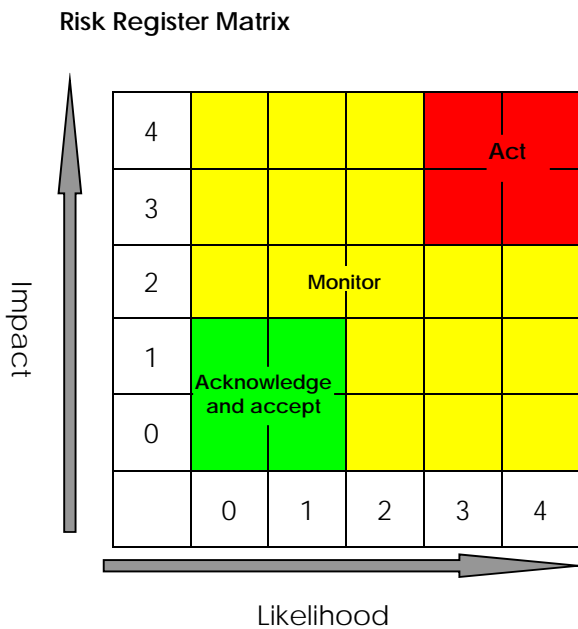 Risk Register Matrix
4
Act
3
2
Monitor
Impact
1
Acknowledge
and accept
0
0 1 2 3 4
Likelihood